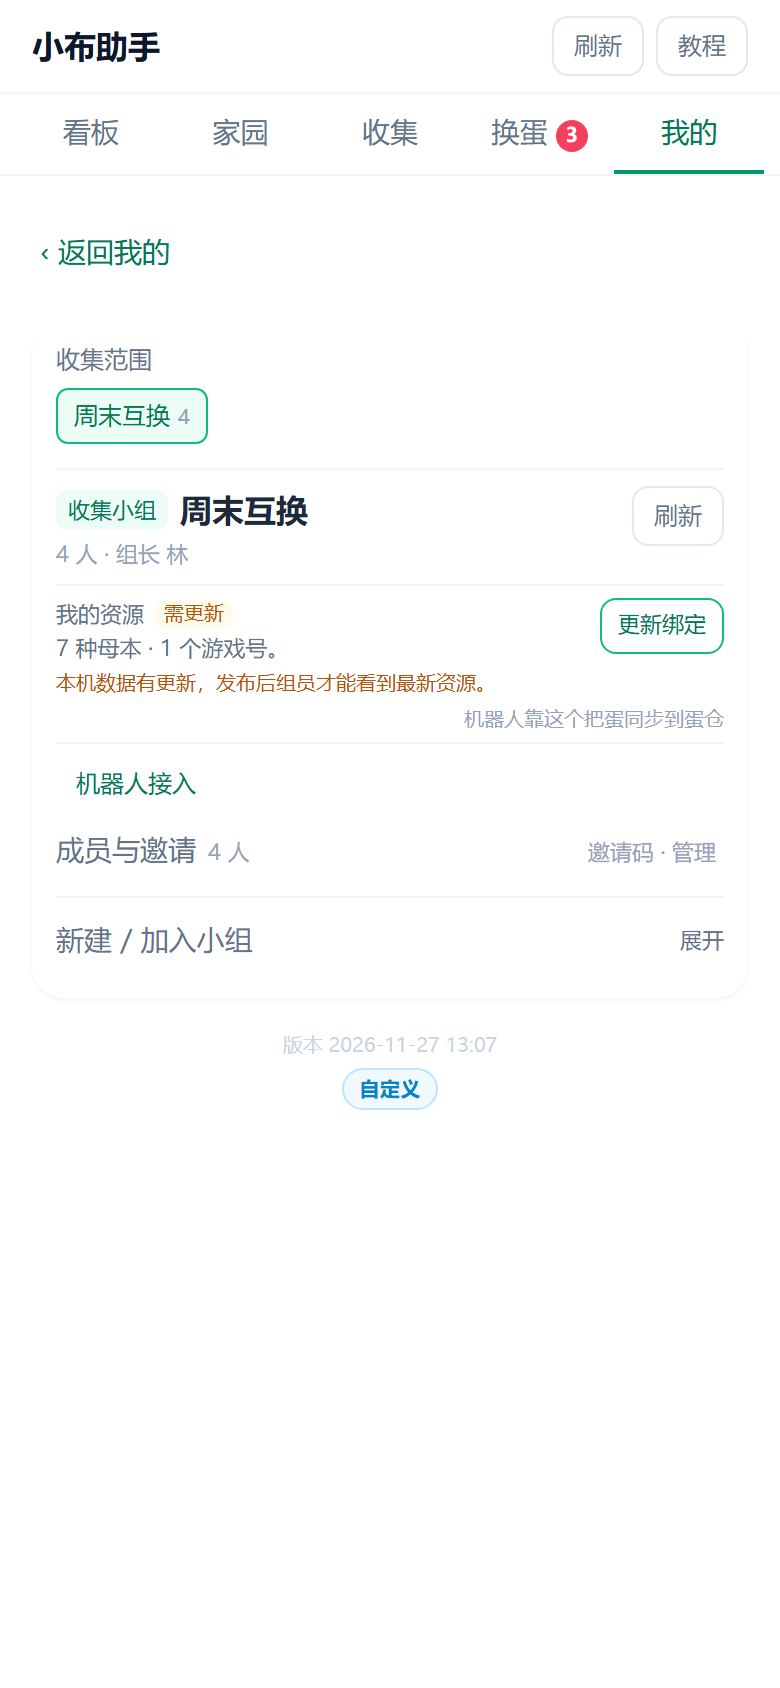 小布助手
刷新
教程
看板
家园
收集
换蛋 3
我的
‹ 返回我的
收集范围
周末互换 4
收集小组
周末互换
刷新
4 人 · 组长 林
我的资源
需更新
更新绑定
7 种母本 · 1 个游戏号。
本机数据有更新，发布后组员才能看到最新资源。
机器人靠这个把蛋同步到蛋仓
机器人接入
成员与邀请 4 人
邀请码 · 管理
新建 / 加入小组
展开
版本 2026-11-27 13:07
自定义